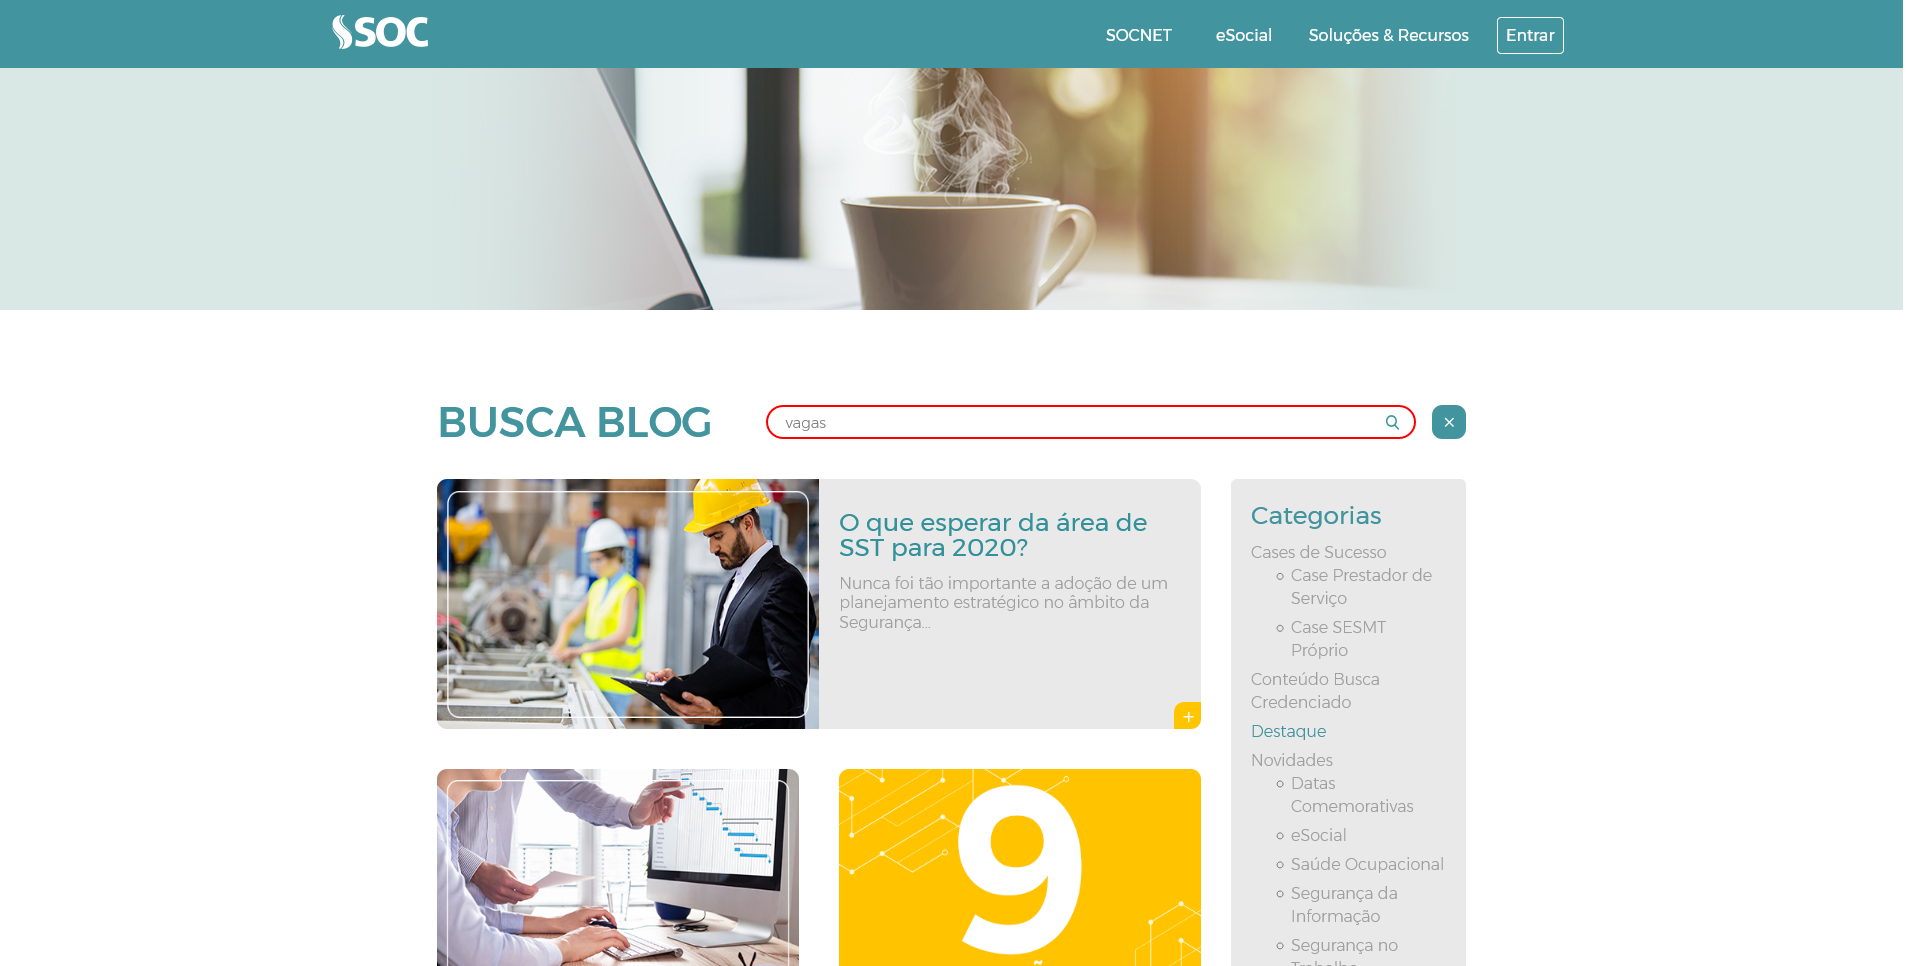 SOC
SOCNET
eSocial
Soluções & Recursos
Entrar
BUSCA BLOG
vagas
O que esperar da área de
SST para 2020?
Nunca foi tão importante a adoção de um
planejamento estratégico no âmbito da
Segurança...
+
9
Categorias
Cases de Sucesso
Case Prestador de
Serviço
Case SESMT
Próprio
Conteúdo Busca
Credenciado
Destaque
Novidades
Datas
Comemorativas
eSocial
Saúde Ocupacional
Segurança da
Informação
Segurança no